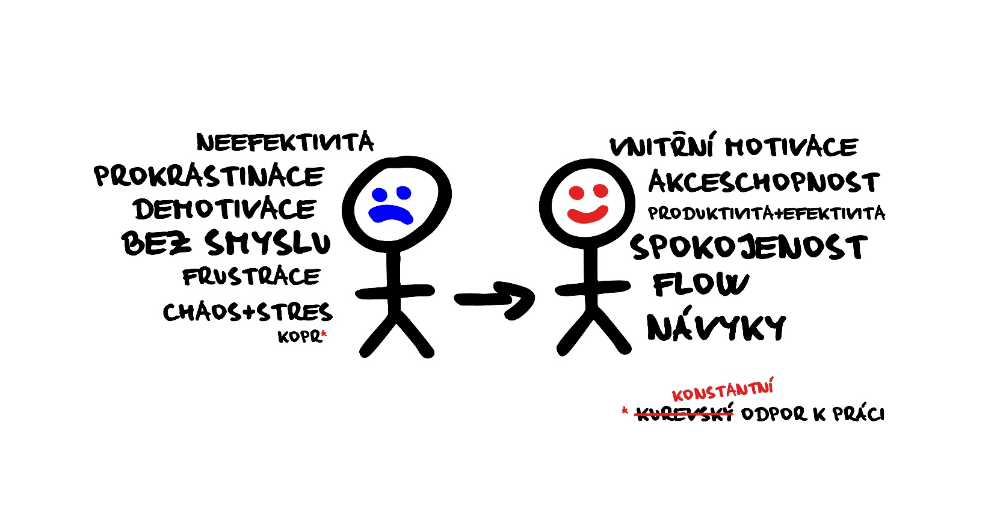 NEEFEKTIVITA
PROKRASTINACE
DEMOTIVACE
BEZ SMYSLU
FRUSTRACE
CHAOS+STRES
KOPR*
VNITŘNÍ MOTIVACE
AKCESCHOPNOST
PRODUKTIVITA+EFEKTIVITA
SPOKOJENOST
FLOW
NÁVYKY
KONSTANTNÍ
* KUREVSKÝ ODPOR K PRÁCI